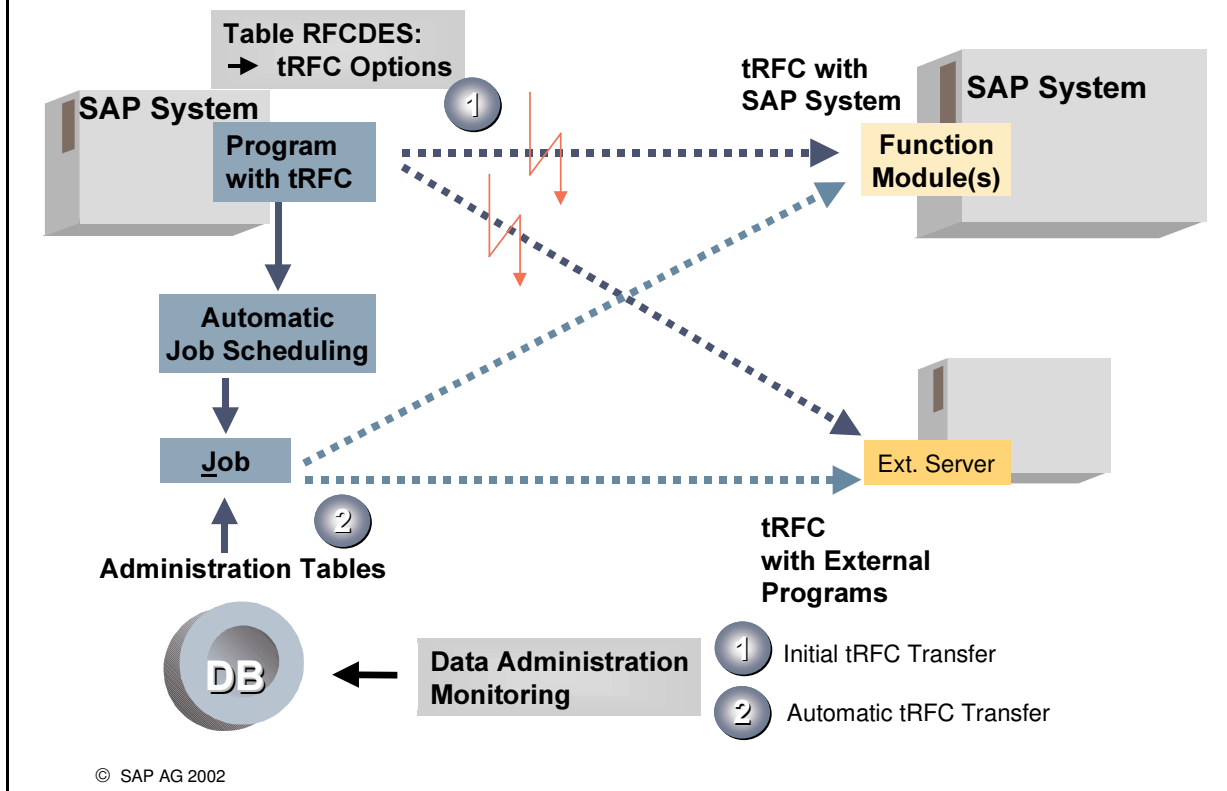 Table RFCDES:
→ tRFC Options
1
tRFC with
SAP System
SAP System
SAP System
Program
with tRFC
Function
Module(s)
Automatic
Job Scheduling
Job
Ext. Server
2
Administration Tables
tRFC
with External
Programs
DB
Data Administration
Monitoring
1 Initial tRFC Transfer
2 Automatic tRFC Transfer
© SAP AG 2002